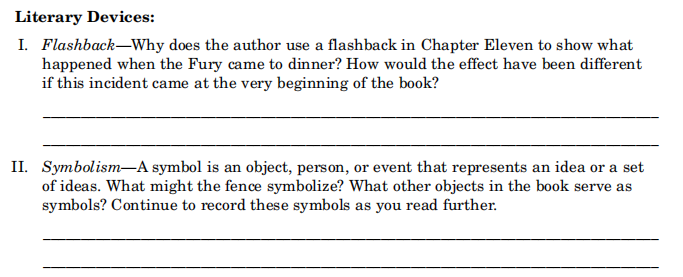 Literary Devices:
I. Flashback—Why does the author use a flashback in Chapter Eleven to show what
happened when the Fury came to dinner? How would the effect have been different
if this incident came at the very beginning of the book?
II. Symbolism—A symbol is an object, person, or event that represents an idea or a set
of ideas. What might the fence symbolize? What other objects in the book serve as
symbols? Continue to record these symbols as you read further.